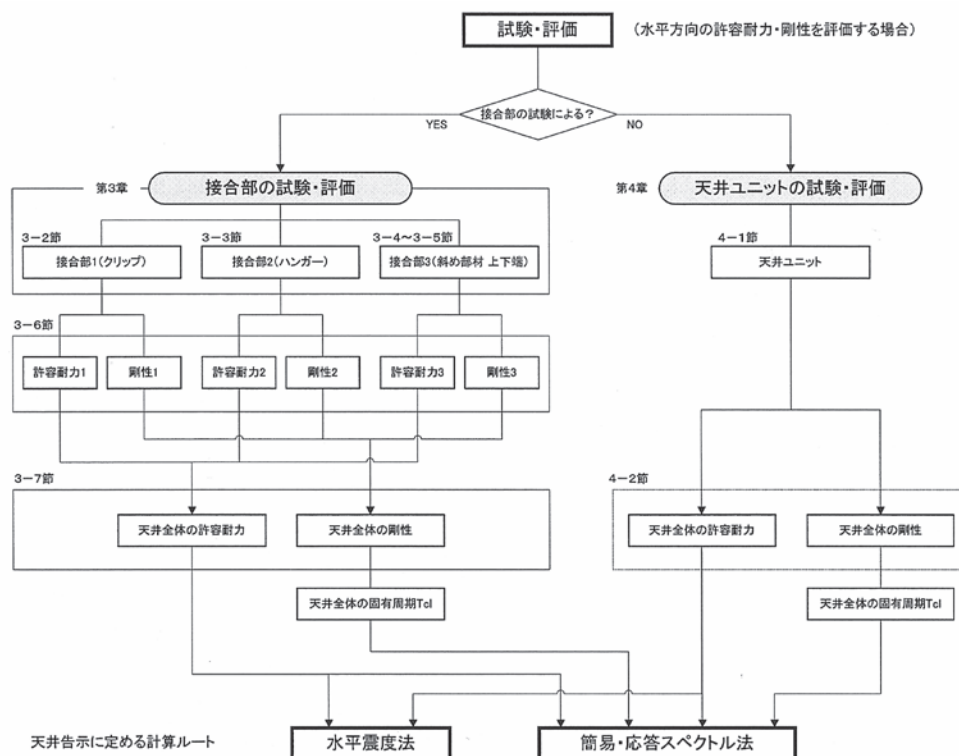 試験・評価
(水平方向の許容耐力・剛性を評価する場合)
接合部の試験による?
YES
NO
第3章
接合部の試験・評価
第4章
天井ユニットの試験・評価
3-2節
3-3節
3-4~3-5節
4-1節
接合部1(クリップ)
接合部2(ハンガー)
接合部3(斜め部材 上下端)
天井ユニット
3-6節
許容耐力1
剛性1
許容耐力2
剛性2
許容耐力3
剛性3
3-7節
4-2節
天井全体の許容耐力
天井全体の剛性
天井全体の許容耐力
天井全体の剛性
天井全体の固有周期Tcl
天井全体の固有周期Tcl
天井告示に定める計算ルート
水平震度法
簡易・応答スペクトル法